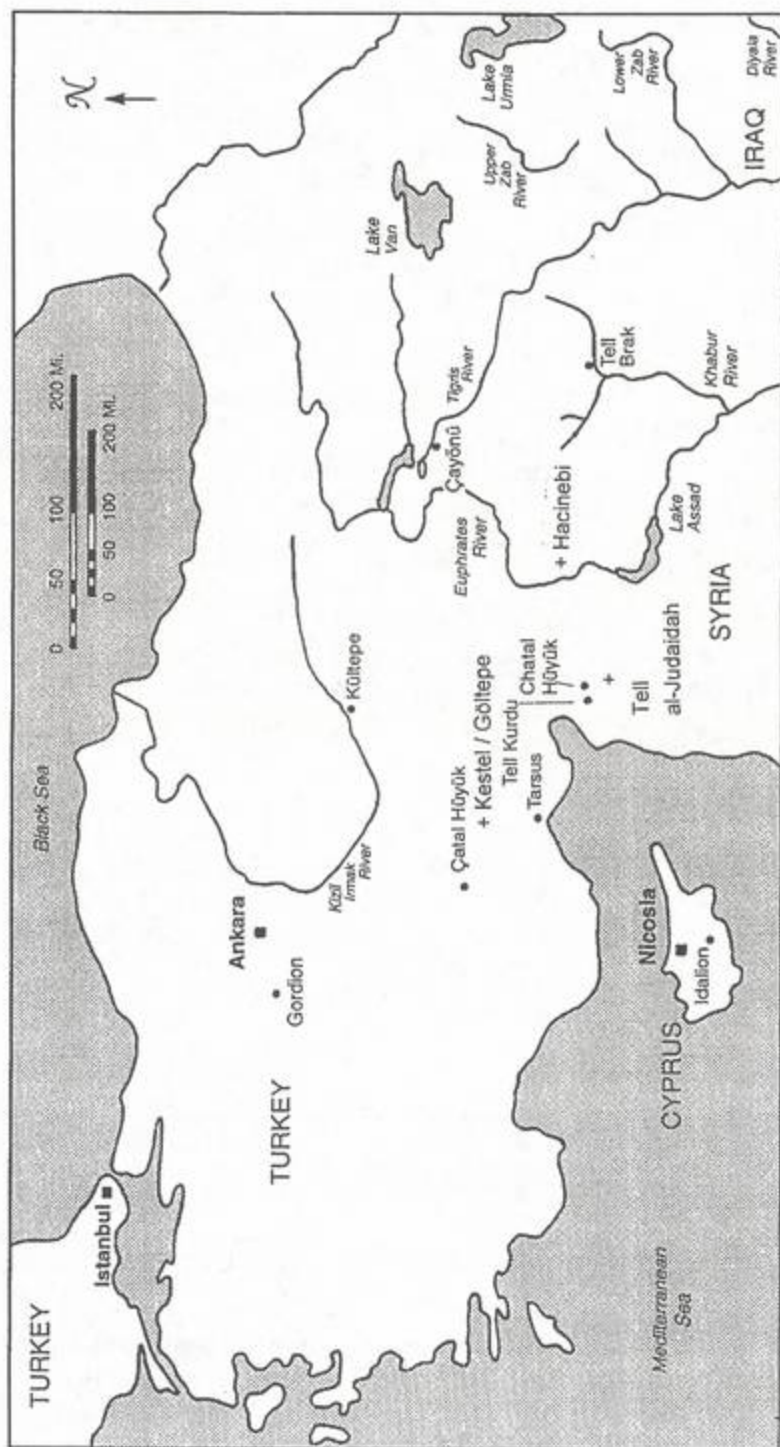 TURKEY
Istanbul
Black Sea
0 50 100 200 Mi.
0 50 100 200 Mi.
N
Ankara
Gordion
TURKEY
Kizil
Irmak
River
Kültepe
Lake
Van
Lake
Urmia
Upper
Zab
River
Lower
Zab
River
Diyala
River
IRAQ
Tigris
River
Çayönü
Euphrates
River
+ Hacinebi
Tell
Brak
Khabur
River
Lake
Assad
SYRIA
Çatal Hüyük
+ Kestel / Göltepe
Tell Kurdu
Chatal
Hüyük
Tarsus
+
Tell
al-Judaidah
Nicosia
Idalion
CYPRUS
Mediterranean
Sea